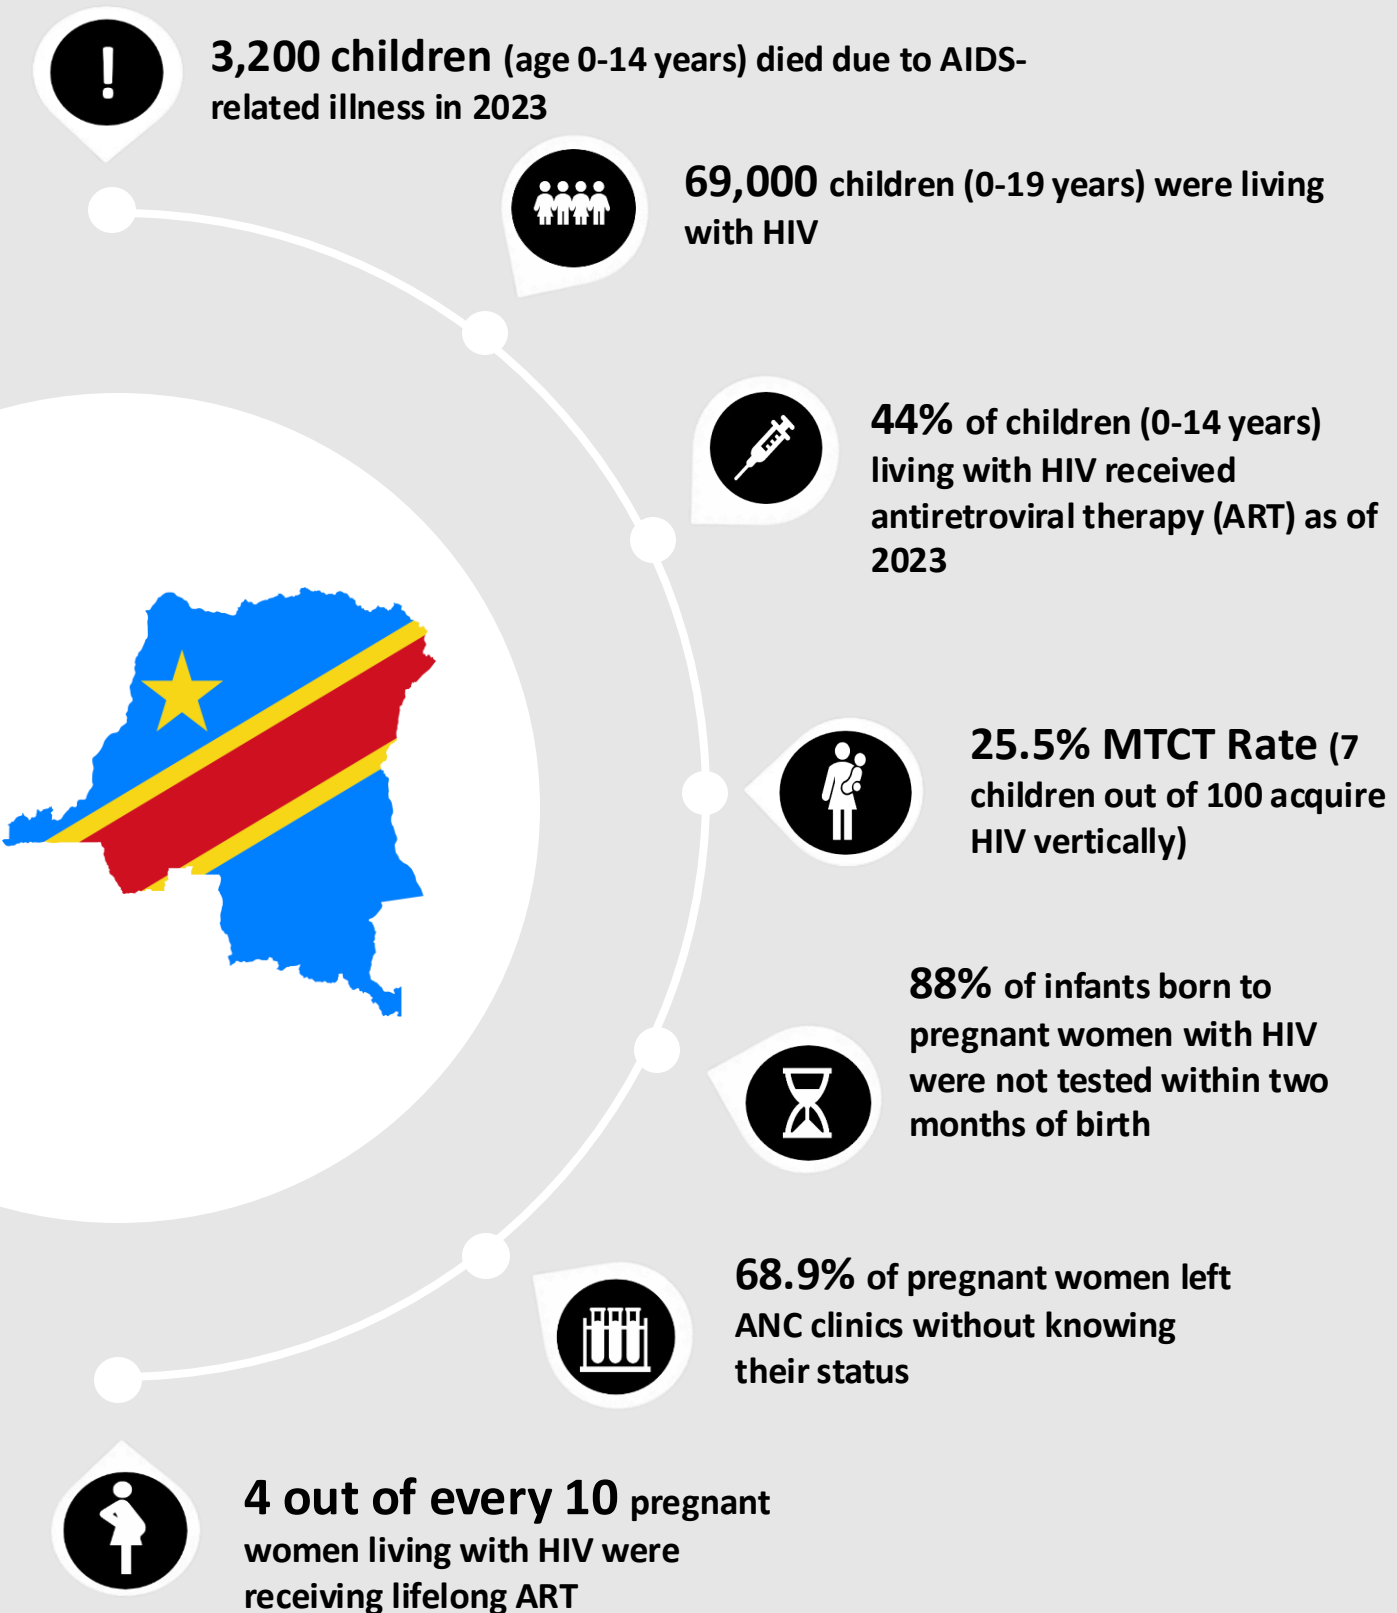 3,200 children (age 0-14 years) died due to AIDS-
related illness in 2023
69,000 children (0-19 years) were living
with HIV
44% of children (0-14 years)
living with HIV received
antiretroviral therapy (ART) as of
2023
25.5% MTCT Rate (7
children out of 100 acquire
HIV vertically)
88% of infants born to
pregnant women with HIV
were not tested within two
months of birth
68.9% of pregnant women left
ANC clinics without knowing
their status
4 out of every 10 pregnant
women living with HIV were
receiving lifelong ART